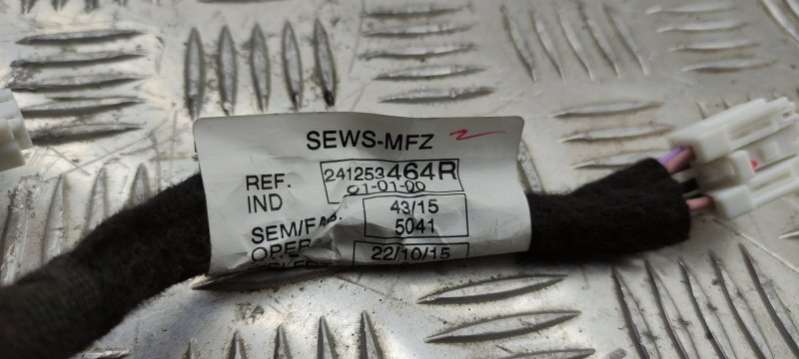 SEWS-MFZ
REF. 241253464R
IND 01-01-00
SEM/FAB. 43/15
OPER. 5041
22/10/15